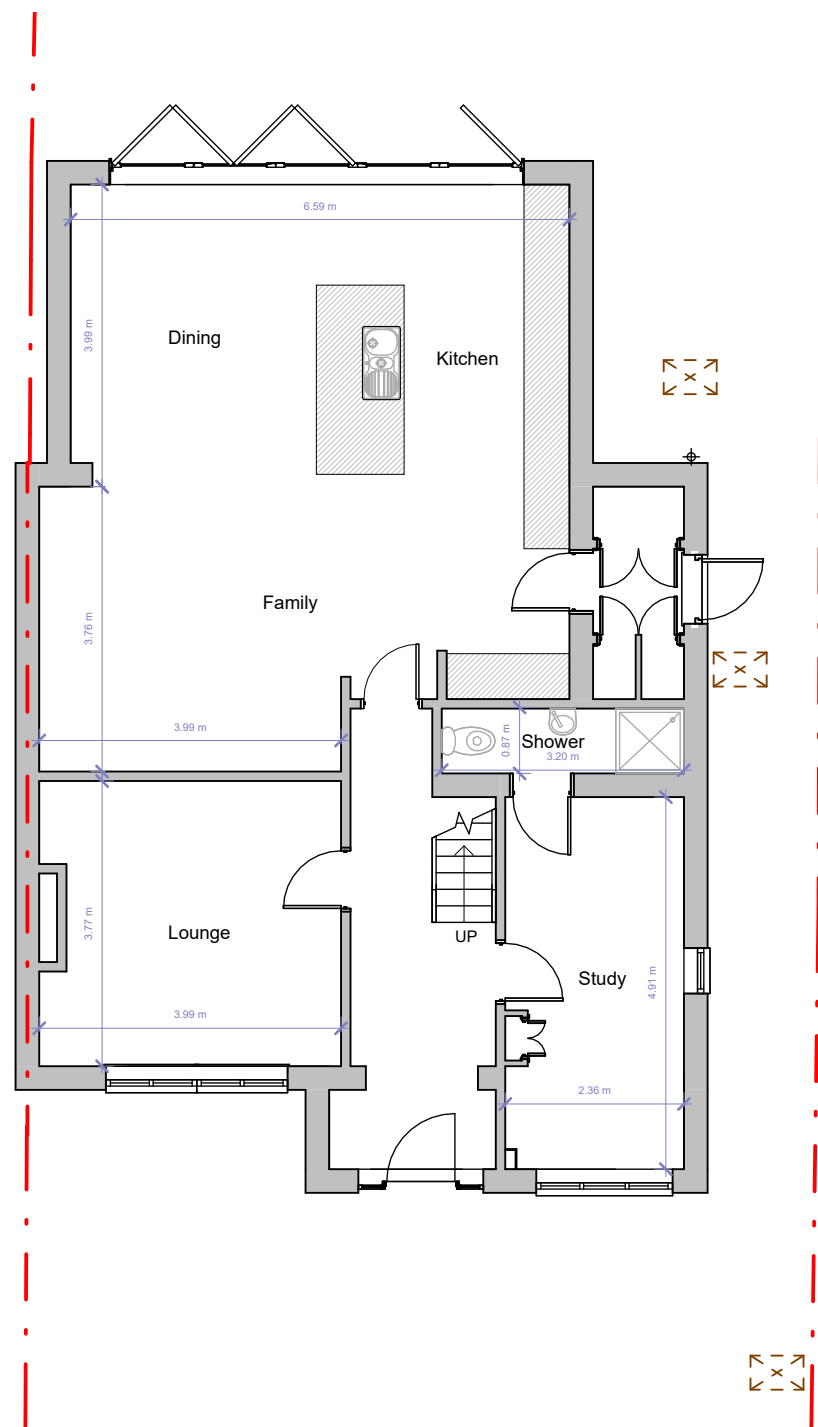 6.59 m
3.99 m
Dining
Kitchen
x
Family
3.76 m
x
3.99 m
0.87 m
Shower
3.20 m
3.77 m
Lounge
UP
Study
4.91 m
3.99 m
2.36 m
x